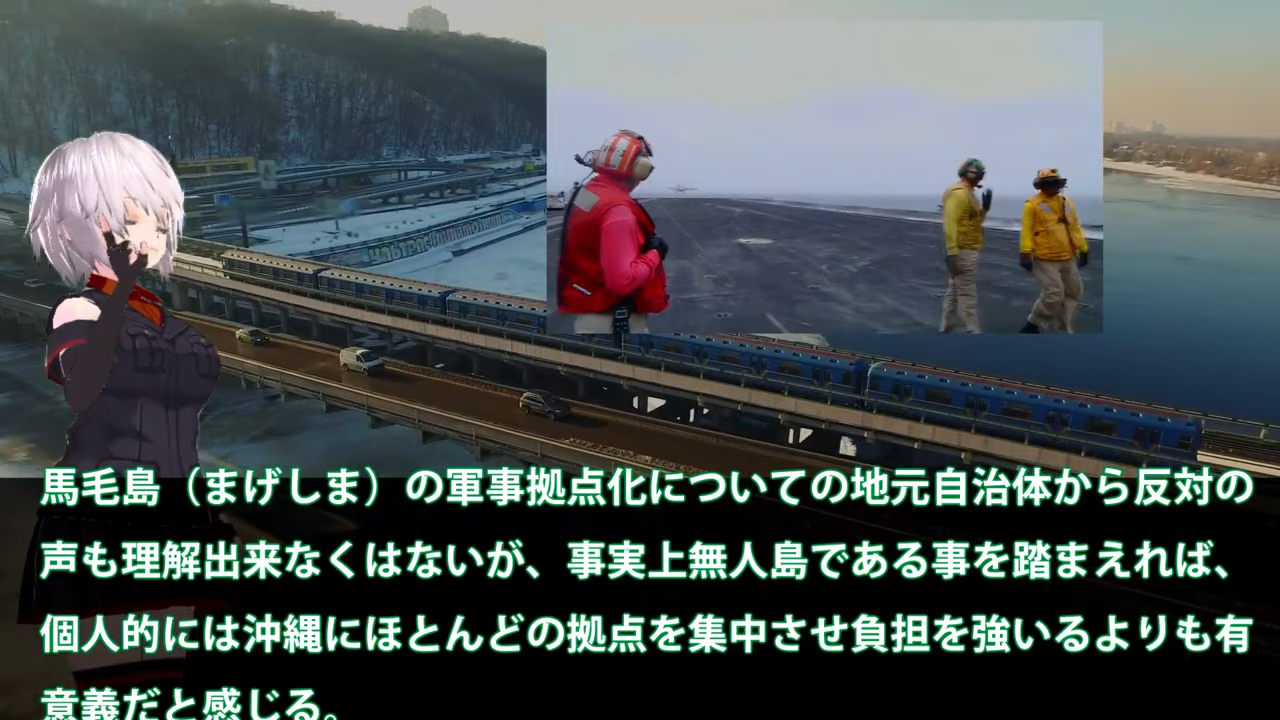 馬毛島（まげしま）の軍事拠点化についての地元自治体から反対の
声も理解出来なくはないが、事実上無人島である事を踏まえれば、
個人的には沖縄にほとんどの拠点を集中させ負担を強いるよりも有
意義だと感じる。